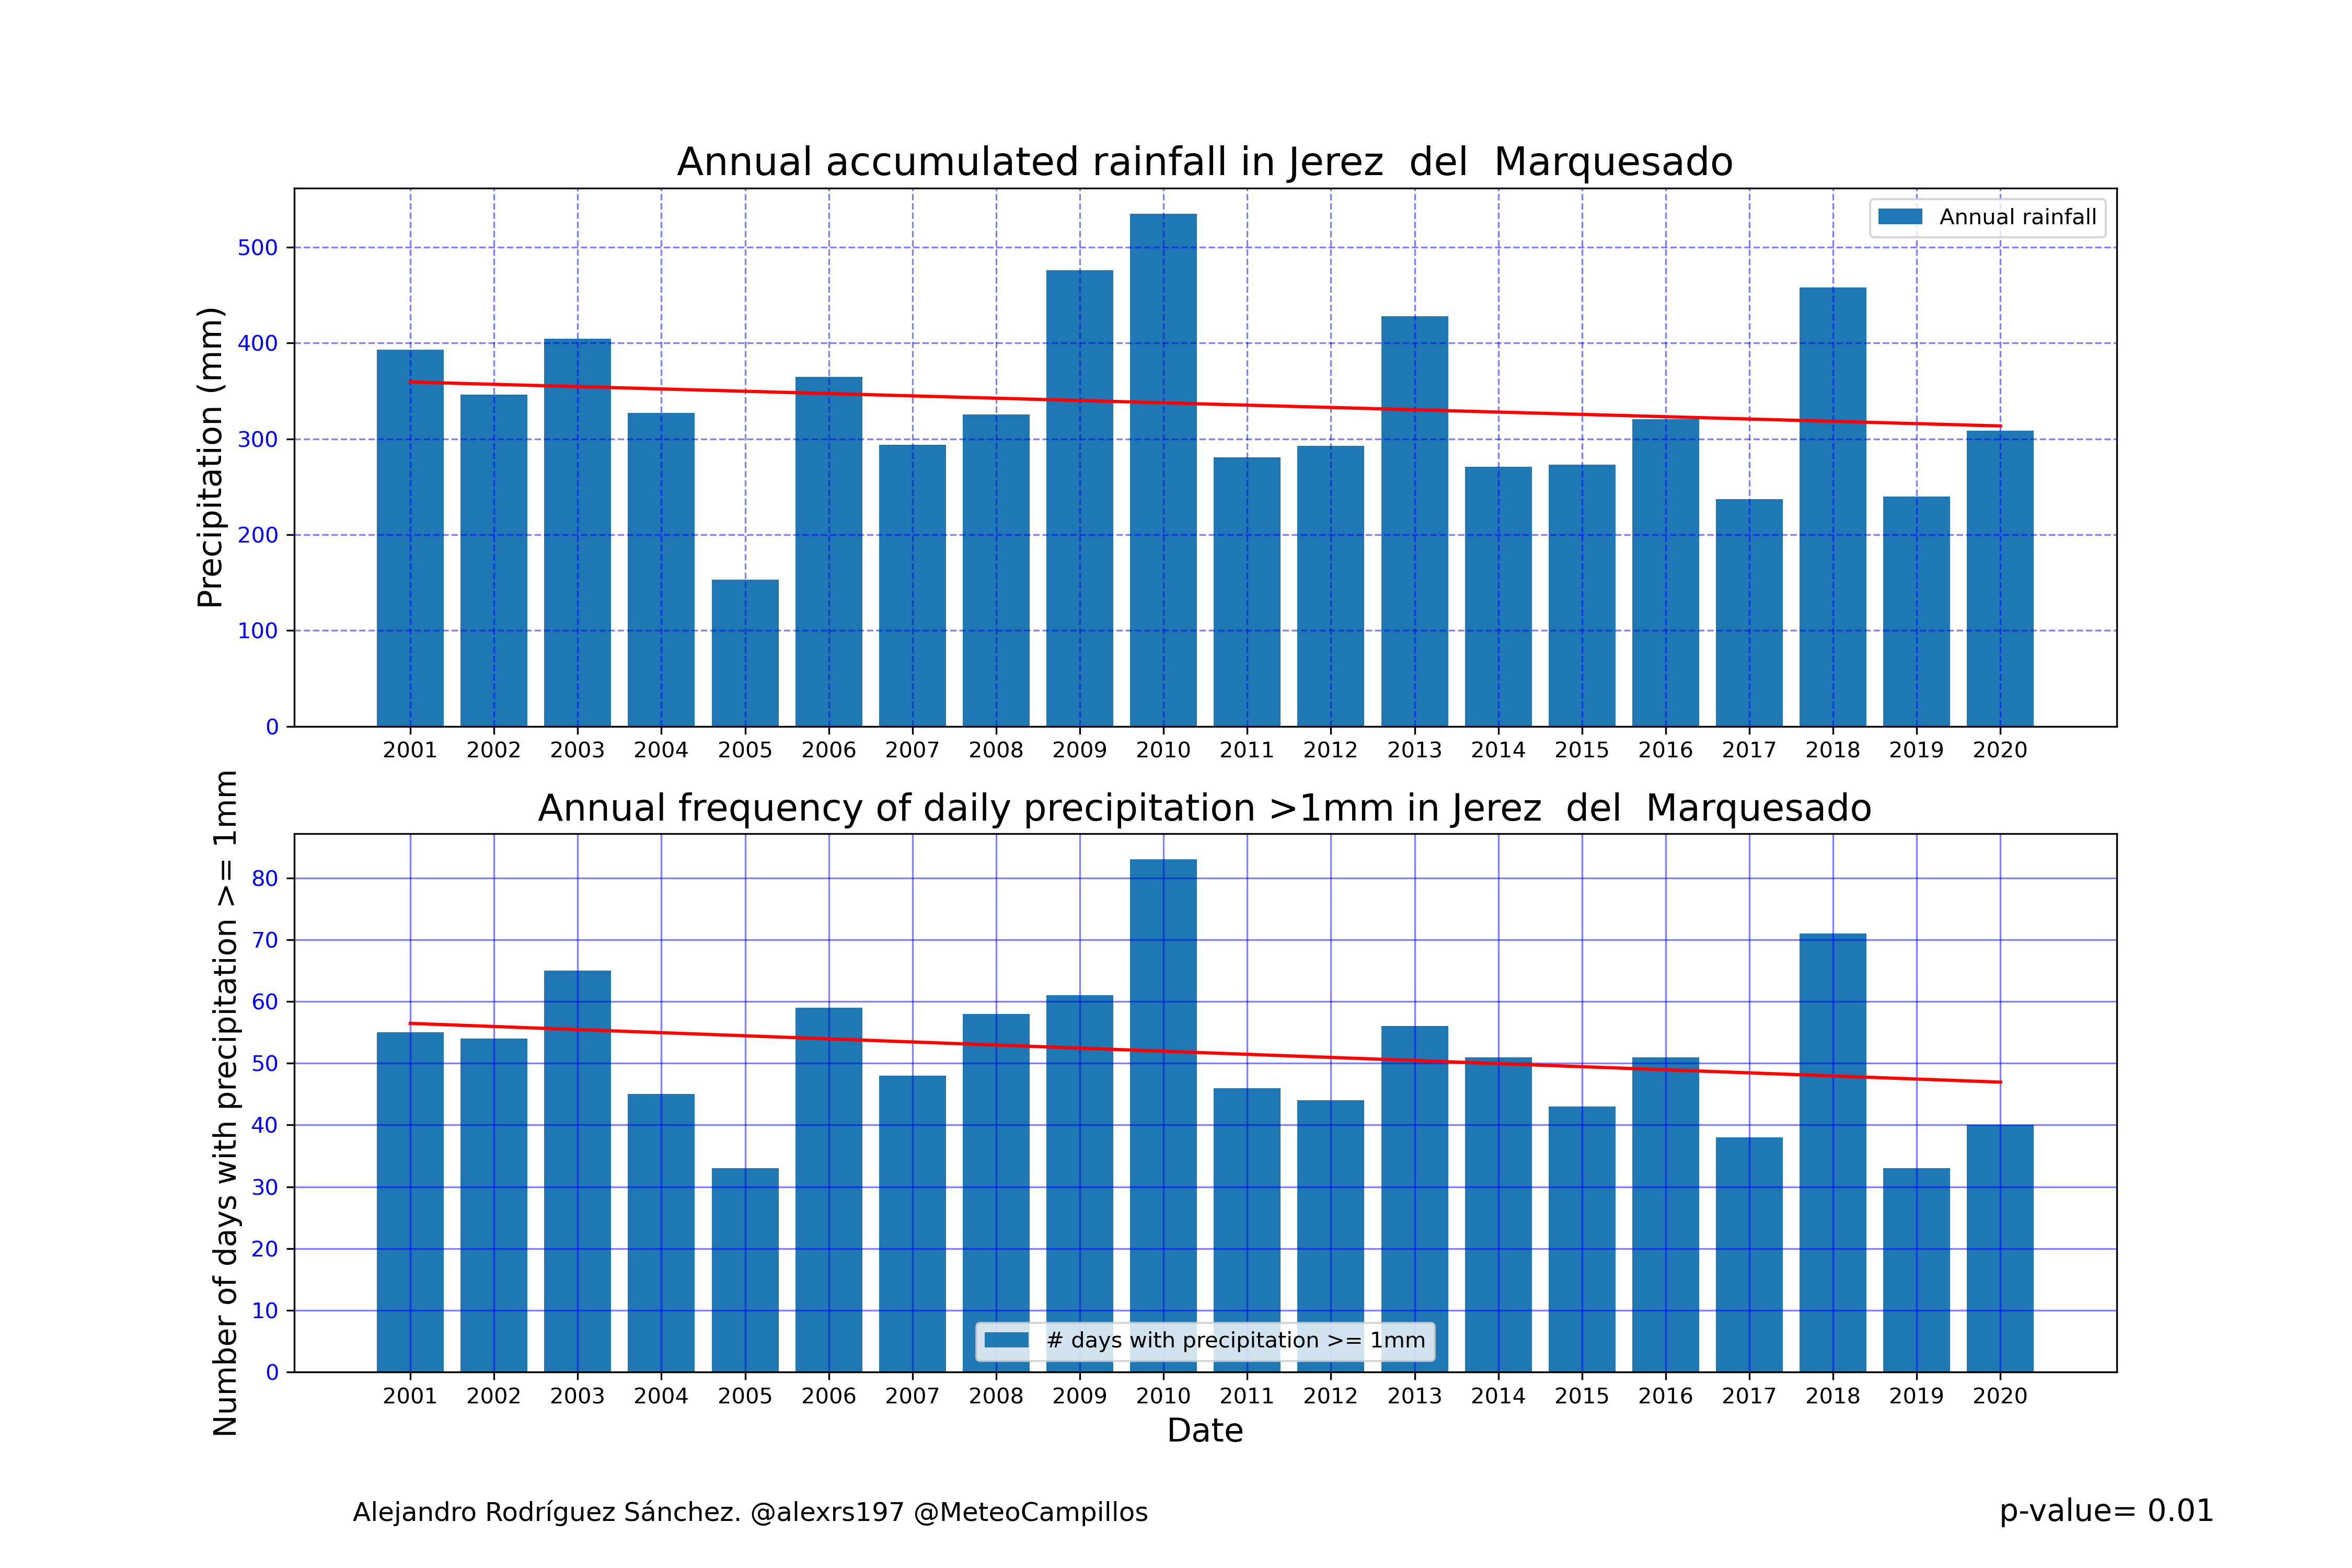 Annual accumulated rainfall in Jerez  del  Marquesado
Annual rainfall
Precipitation (mm)
500
400
300
200
100
0
2001 2002 2003 2004 2005 2006 2007 2008 2009 2010 2011 2012 2013 2014 2015 2016 2017 2018 2019 2020
Annual frequency of daily precipitation >1mm in Jerez  del  Marquesado
Number of days with precipitation >= 1mm
80
70
60
50
40
30
20
10
0
# days with precipitation >= 1mm
2001 2002 2003 2004 2005 2006 2007 2008 2009 2010 2011 2012 2013 2014 2015 2016 2017 2018 2019 2020
Date
Alejandro Rodríguez Sánchez. @alexrs197 @MeteoCampillos
p-value= 0.01